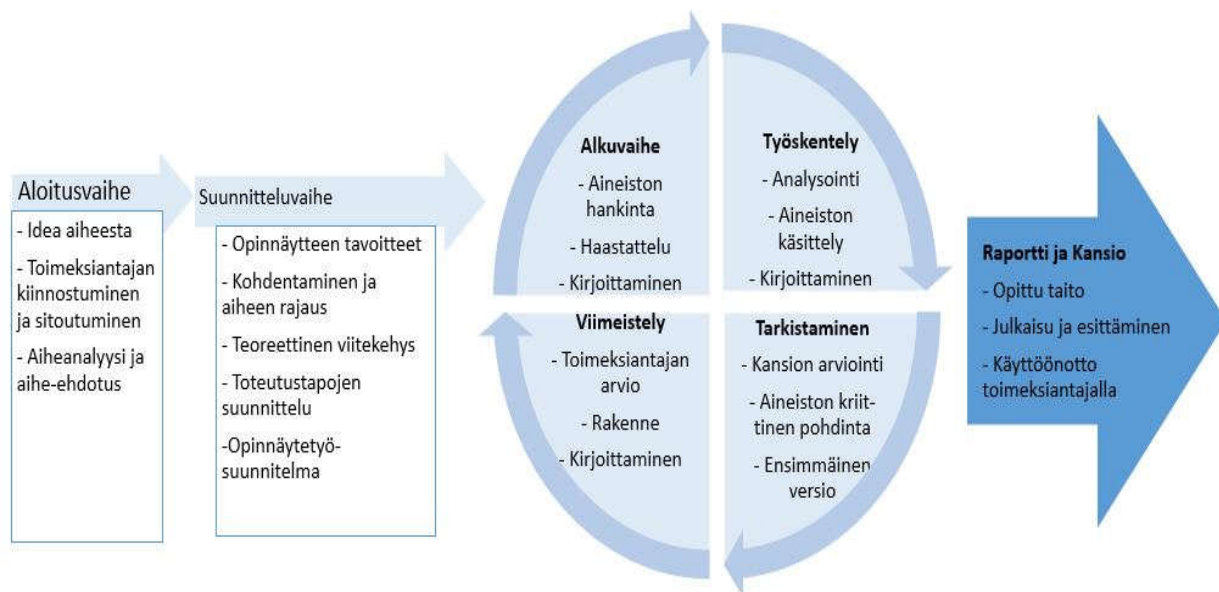 Aloitusvaihe
- Idea aiheesta
- Toimeksiantajan
kiinnostuminen
ja sitoutuminen
- Aiheanalyysi ja
aihe-ehdotus
Suunnitteluvaihe
- Opinnäytteen tavoitteet
- Kohdentaminen ja
aiheen rajaus
- Teoreettinen viitekehys
- Toteutustapojen
suunnittelu
-Opinnäytetyö-
suunnitelma
Alkuvaihe
- Aineiston
hankinta
- Haastattelu
- Kirjoittaminen
Työskentely
- Analysointi
- Aineiston
käsittely
- Kirjoittaminen
Viimeistely
- Toimeksiantajan
arvio
- Rakenne
- Kirjoittaminen
Tarkistaminen
- Kansion arviointi
- Aineiston kriit-
tinen pohdinta
- Ensimmäinen
versio
Raportti ja Kansio
- Opittu taito
- Julkaisu ja esittäminen
- Käyttöönotto
toimeksiantajalla